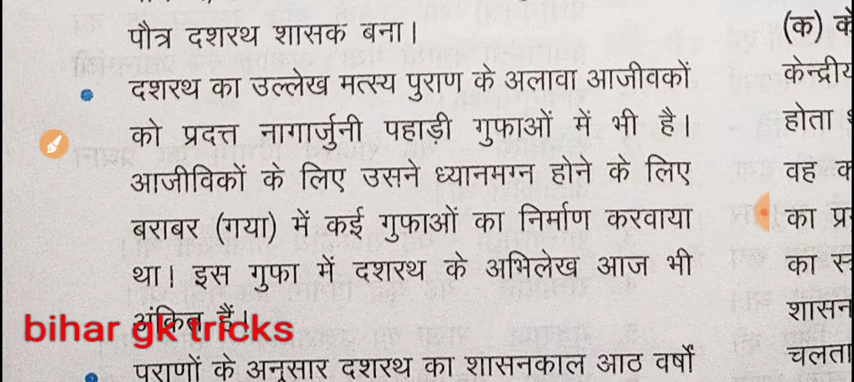 पौत्र दशरथ शासक बना।
दशरथ का उल्लेख मत्स्य पुराण के अलावा आजीवकों
को प्रदत्त नागार्जुनी पहाड़ी गुफाओं में भी है।
आजीविकों के लिए उसने ध्यानमग्न होने के लिए
बराबर (गया) में कई गुफाओं का निर्माण करवाया
था। इस गुफा में दशरथ के अभिलेख आज भी
अंकित हैं।
bihar gk tricks
पुराणों के अनुसार दशरथ का शासनकाल आठ वर्षों
(क)
केन्द्रीय
होता
वह
का
का
शासन
चलता